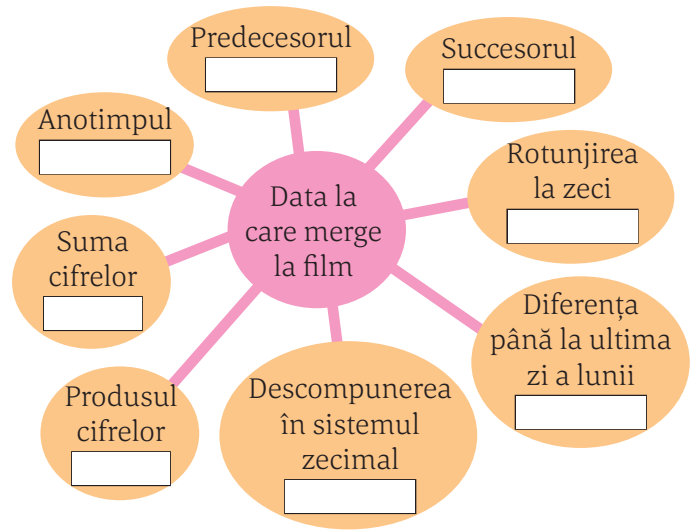 Predecesorul
Succesorul
Anotimpul
Rotunjirea
la zeci
Data la
care merge
la film
Suma
cifrelor
Diferența
până la ultima
zi a lunii
Produsul
cifrelor
Descompunerea
în sistemul
zecimal